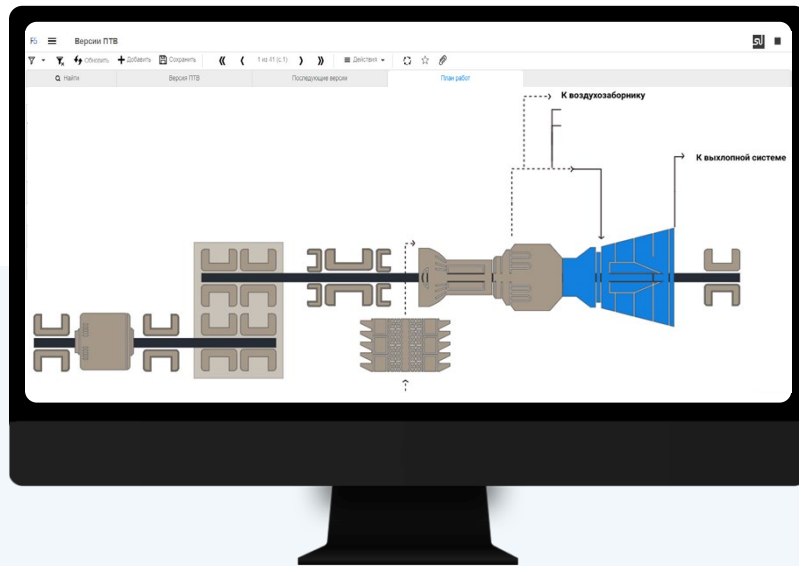 F5 Версии ПТВ
Обновить Добавить Сохранить 1 из 41 (с.1) Действия
Найти Версия ПТВ Последующие версии План работ
К воздухозаборнику
К выхлопной системе